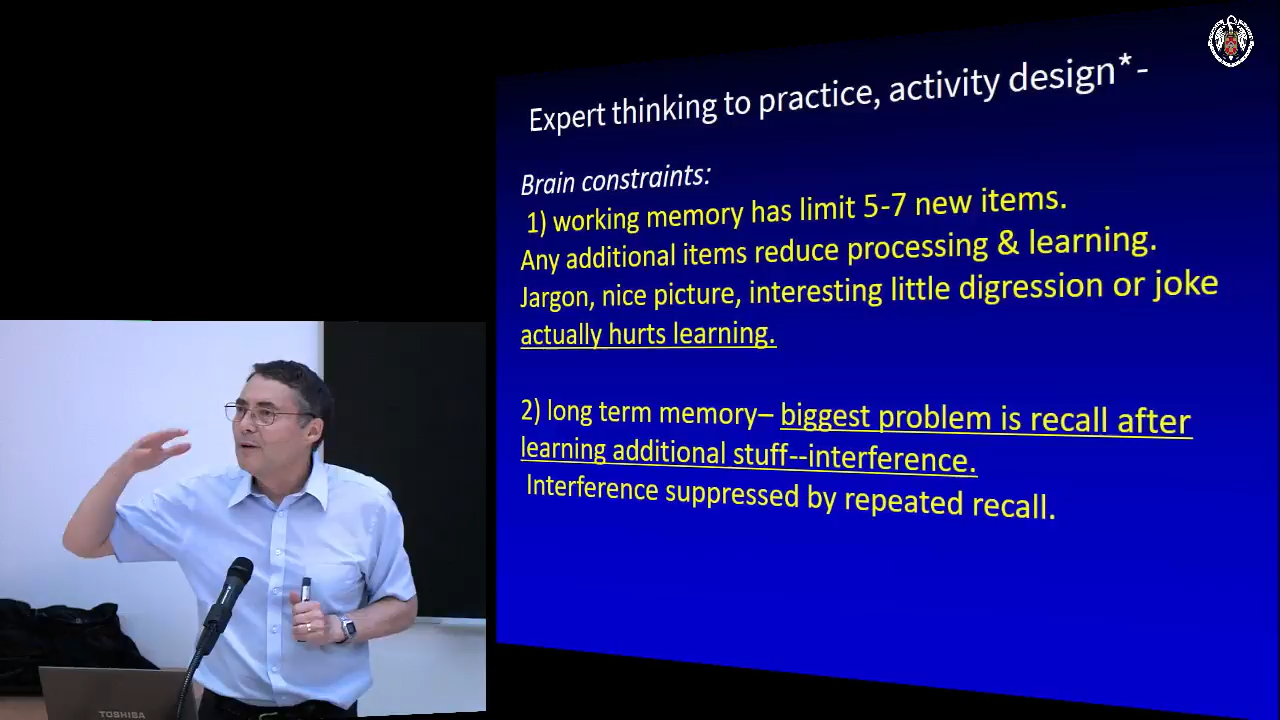 Expert thinking to practice, activity design*-
Brain constraints:
1) working memory has limit 5-7 new items.
Any additional items reduce processing & learning.
Jargon, nice picture, interesting little digression or joke
actually hurts learning.
2) long term memory– biggest problem is recall after
learning additional stuff--interference.
Interference suppressed by repeated recall.
TOSHIBA